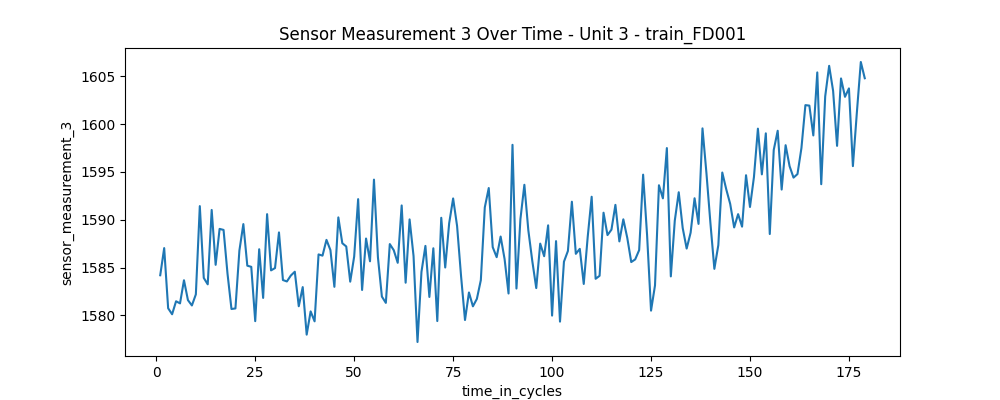 Sensor Measurement 3 Over Time - Unit 3 - train_FD001
sensor_measurement_3
1605
1600
1595
1590
1585
1580
0 25 50 75 100 125 150 175
time_in_cycles